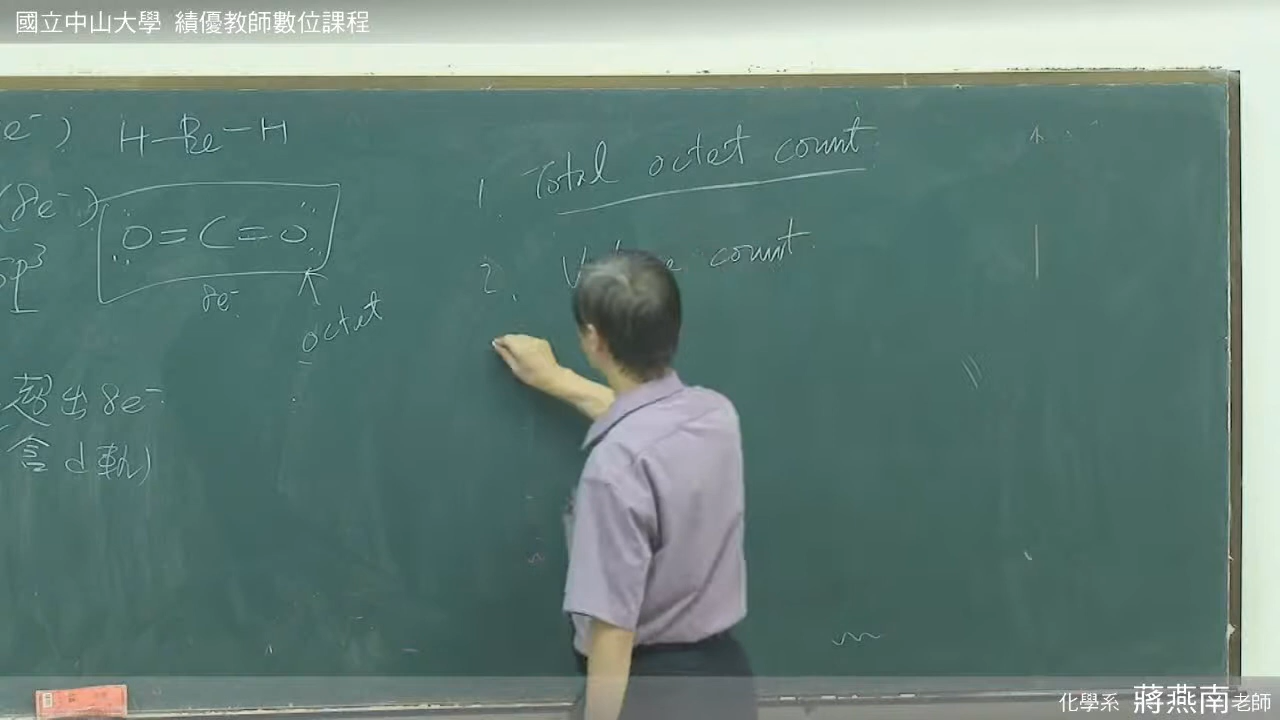 國立中山大學 績優教師數位課程
e⁻) H-Be-H
(8e⁻) O=C=O
sp³
8e⁻
octet
超出8e⁻
含d軌)
1. Total octet count
2. count
化學系 蔣燕南老師